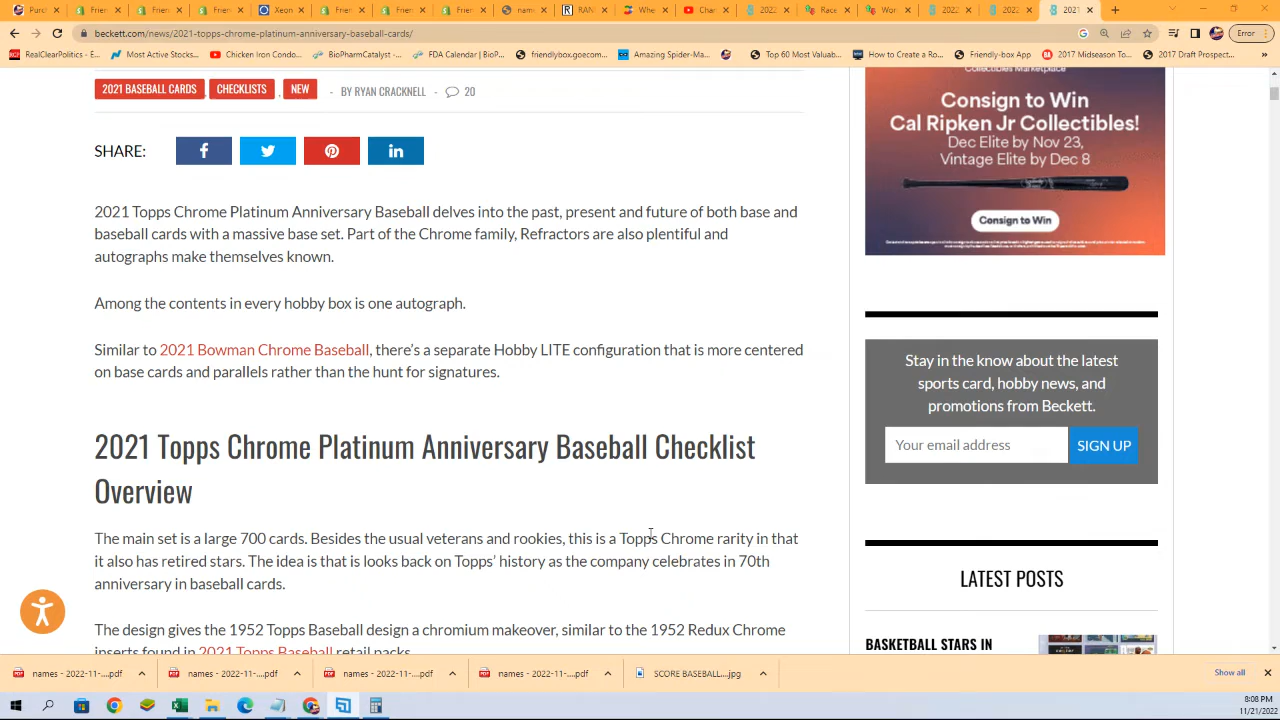 name
RAN
Whe
Char
202
Race
Wor
202
2021
beckett.com/news/2021-topps-chrome-platinum-anniversary-baseball-cards/
Error
RealClearPolitics - E...
Most Active Stocks...
Chicken Iron Condo...
BioPharmCatalyst -...
FDA Calendar | BioP...
friendlybox.goecom...
Amazing Spider-Ma...
Top 60 Most Valuab...
How to Create a Ro...
Friendly-box App
2017 Midseason To...
2017 Draft Prospect...
»
2021 BASEBALL CARDS , CHECKLISTS , NEW - BY RYAN CRACKNELL - 20
SHARE:
2021 Topps Chrome Platinum Anniversary Baseball delves into the past, present and future of both base and
baseball cards with a massive base set. Part of the Chrome family, Refractors are also plentiful and
autographs make themselves known.
Among the contents in every hobby box is one autograph.
Similar to 2021 Bowman Chrome Baseball, there's a separate Hobby LITE configuration that is more centered
on base cards and parallels rather than the hunt for signatures.
2021 Topps Chrome Platinum Anniversary Baseball Checklist
Overview
The main set is a large 700 cards. Besides the usual veterans and rookies, this is a Topps Chrome rarity in that
it also has retired stars. The idea is that is looks back on Topps' history as the company celebrates in 70th
anniversary in baseball cards.
The design gives the 1952 Topps Baseball design a chromium makeover, similar to the 1952 Redux Chrome
inserts found in 2021 Topps Baseball retail packs.
Collectibles Marketplace
Consign to Win
Cal Ripken Jr Collectibles!
Dec Elite by Nov 23,
Vintage Elite by Dec 8
Consign to Win
Stay in the know about the latest
sports card, hobby news, and
promotions from Beckett.
Your email address
SIGN UP
LATEST POSTS
BASKETBALL STARS IN
names - 2022-11-....pdf
names - 2022-11-....pdf
names - 2022-11-....pdf
names - 2022-11-....pdf
SCORE BASEBALL....jpg
Show all
8:08 PM
11/21/2022